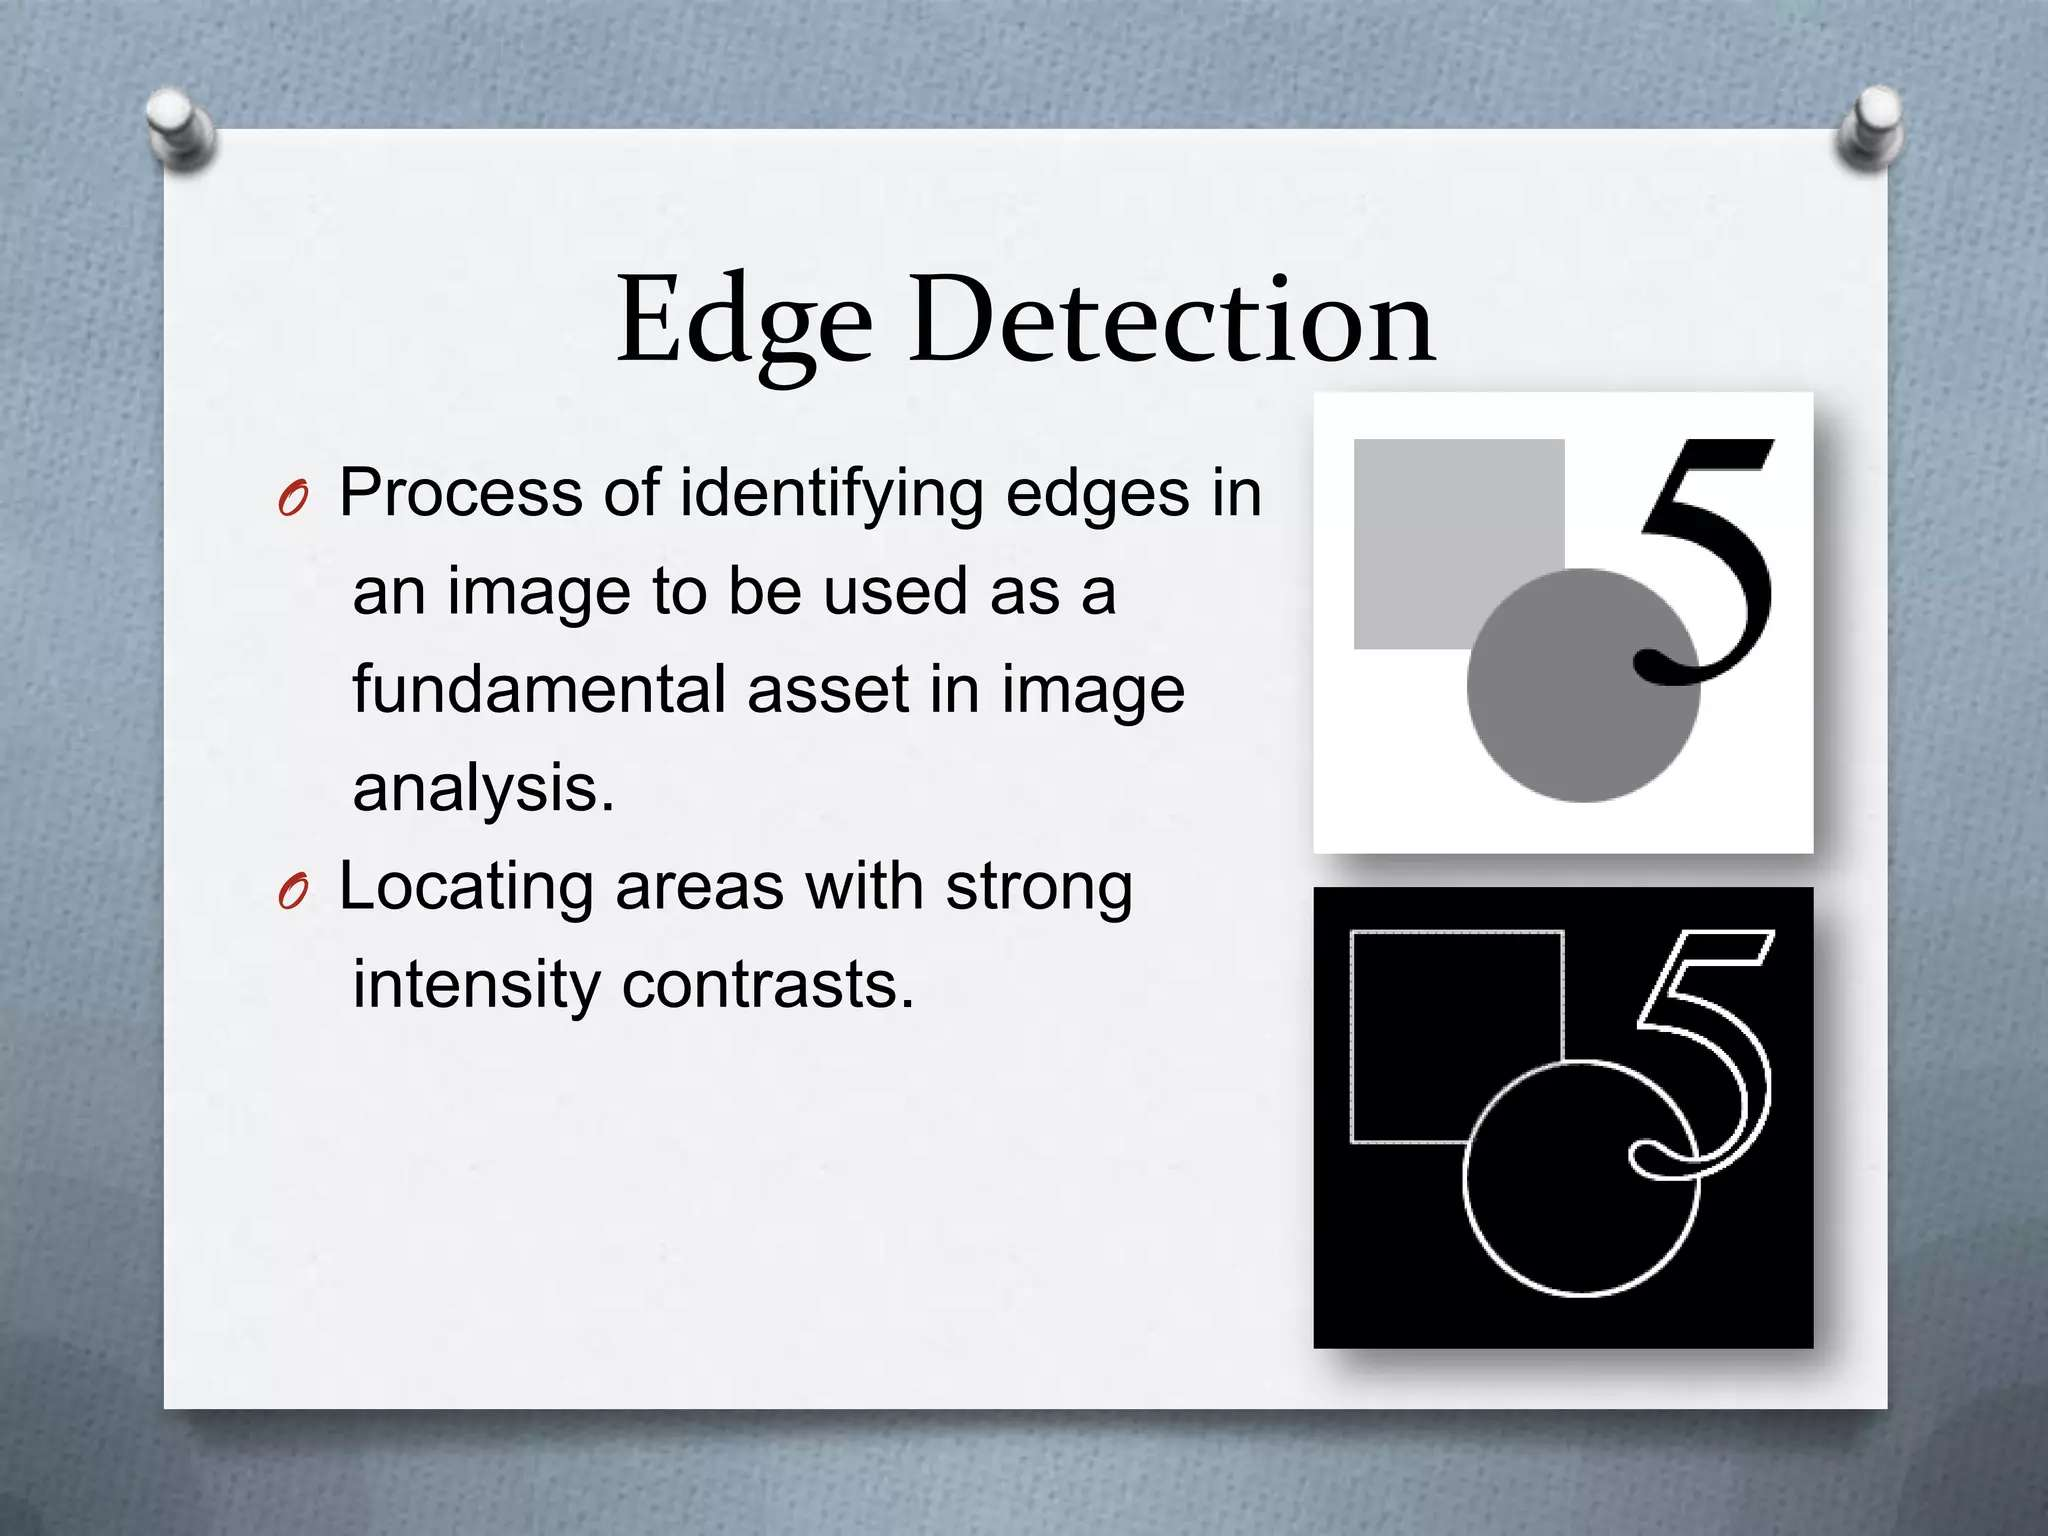 Edge Detection
Process of identifying edges in
an image to be used as a
fundamental asset in image
analysis.
Locating areas with strong
intensity contrasts.
5
5